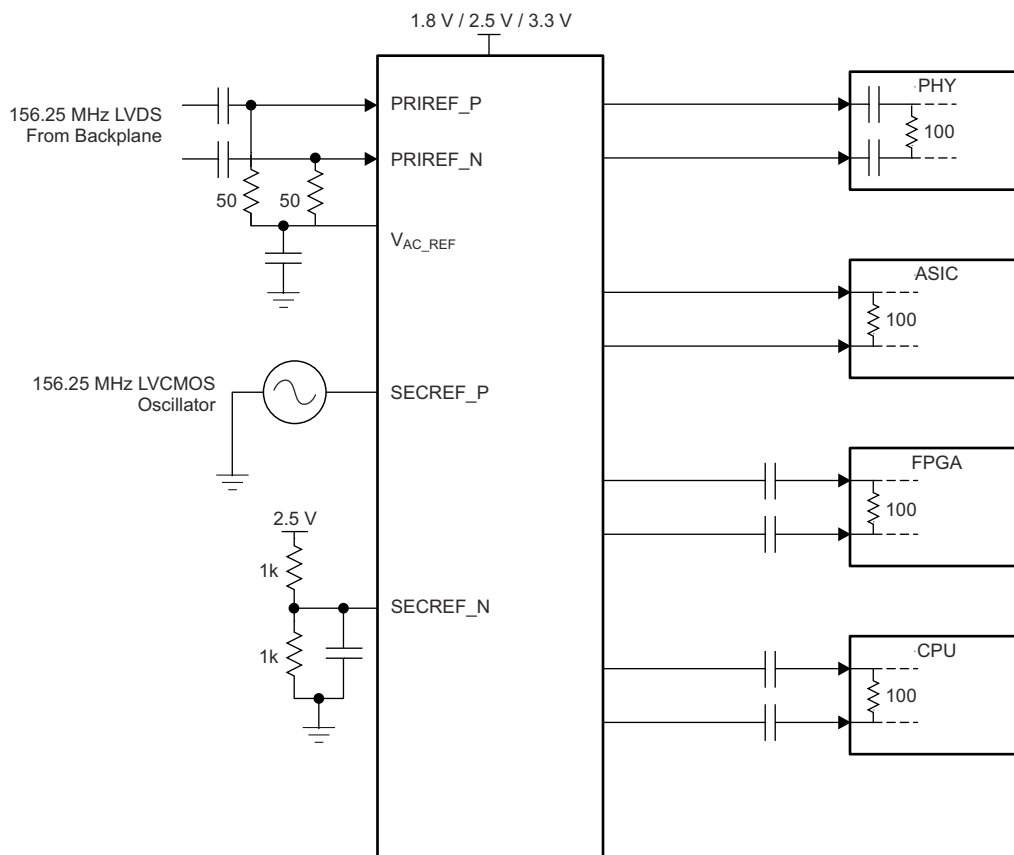 1.8 V / 2.5 V / 3.3 V
156.25 MHz LVDS
From Backplane
PRIREF_P
PRIREF_N
50
50
VAC_REF
156.25 MHz LVCMOS
Oscillator
SECREF_P
2.5 V
1k
SECREF_N
1k
PHY
100
ASIC
100
FPGA
100
CPU
100